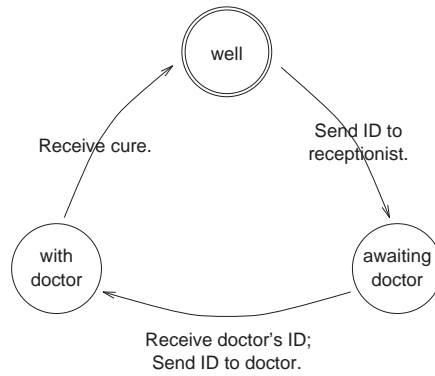 well
Receive cure.
Send ID to
receptionist.
with
doctor
awaiting
doctor
Receive doctor's ID;
Send ID to doctor.